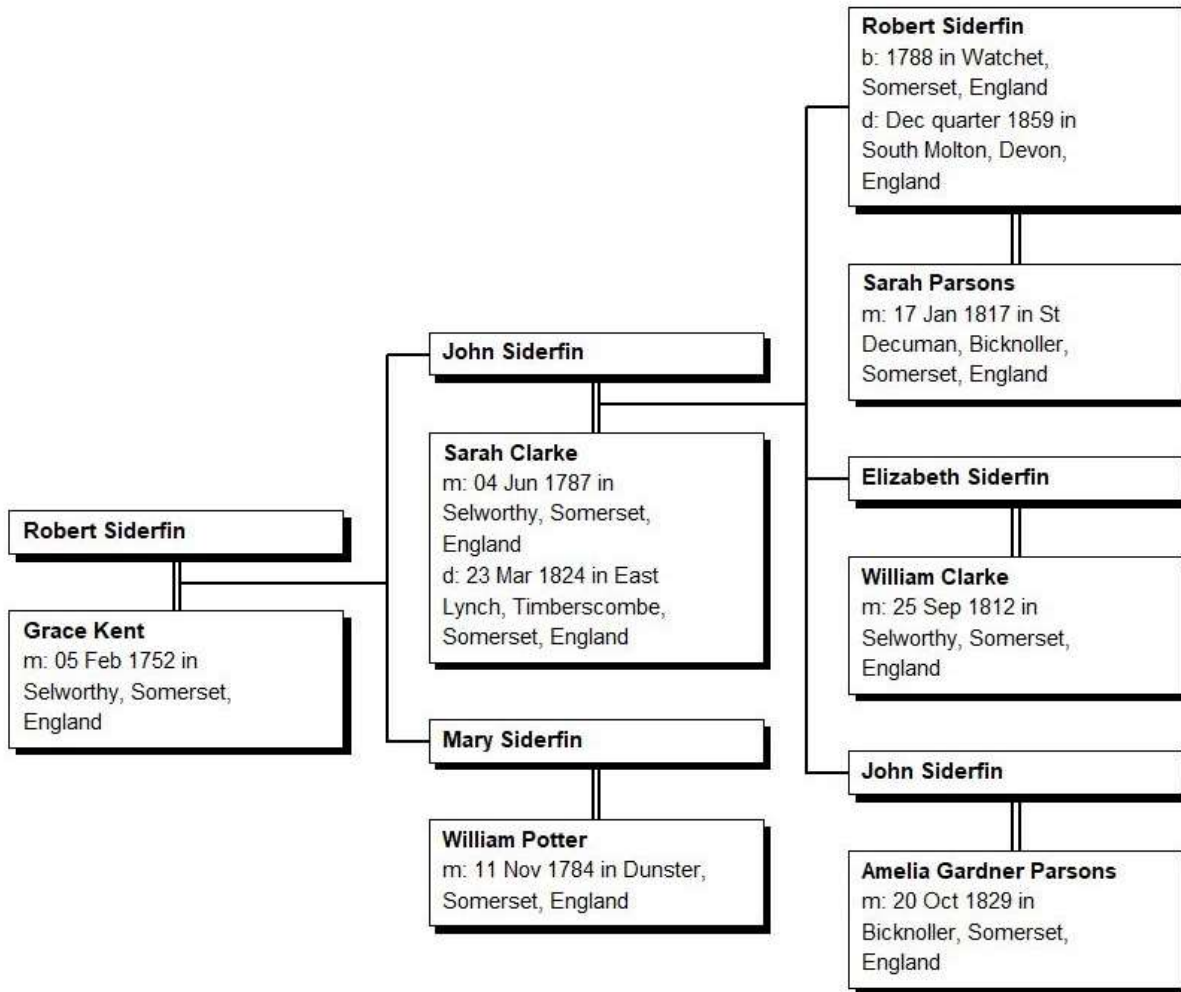 Robert Siderfin
Grace Kent
m: 05 Feb 1752 in
Selworthy, Somerset,
England
John Siderfin
Sarah Clarke
m: 04 Jun 1787 in
Selworthy, Somerset,
England
d: 23 Mar 1824 in East
Lynch, Timberscombe,
Somerset, England
Mary Siderfin
William Potter
m: 11 Nov 1784 in Dunster,
Somerset, England
Robert Siderfin
b: 1788 in Watchet,
Somerset, England
d: Dec quarter 1859 in
South Molton, Devon,
England
Sarah Parsons
m: 17 Jan 1817 in St
Decuman, Bicknoller,
Somerset, England
Elizabeth Siderfin
William Clarke
m: 25 Sep 1812 in
Selworthy, Somerset,
England
John Siderfin
Amelia Gardner Parsons
m: 20 Oct 1829 in
Bicknoller, Somerset,
England